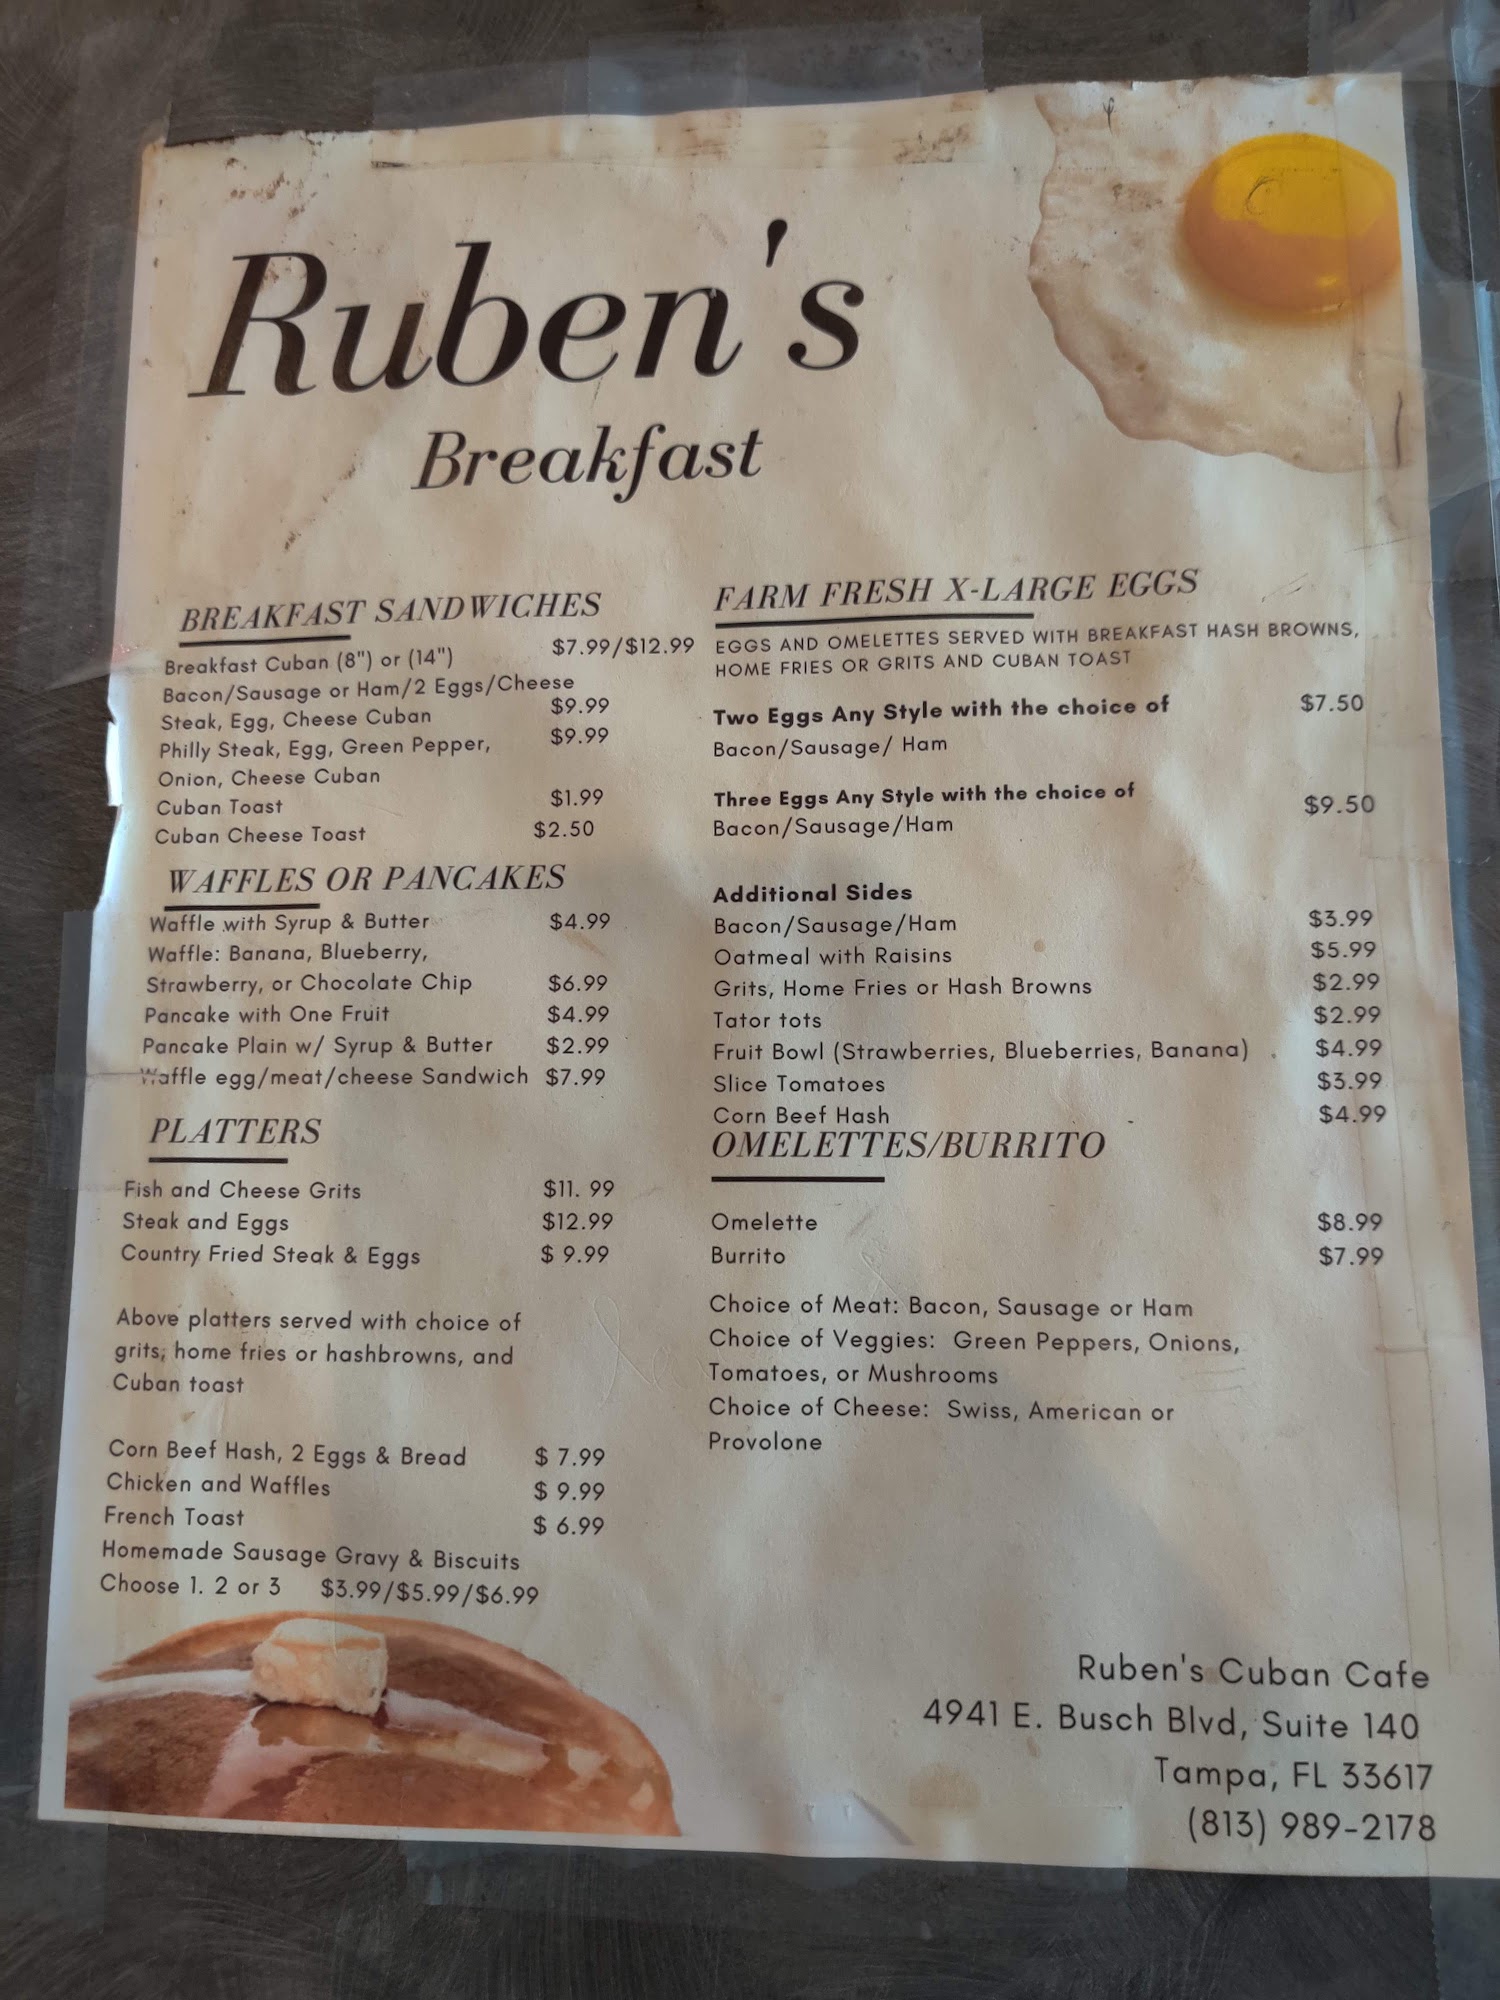 Ruben's
Breakfast
BREAKFAST SANDWICHES
Breakfast Cuban (8") or (14") $7.99/$12.99
Bacon/Sausage or Ham/2 Eggs/Cheese
Steak, Egg, Cheese Cuban $9.99
Philly Steak, Egg, Green Pepper, $9.99
Onion, Cheese Cuban
Cuban Toast $1.99
Cuban Cheese Toast $2.50
WAFFLES OR PANCAKES
Waffle with Syrup & Butter $4.99
Waffle: Banana, Blueberry,
Strawberry, or Chocolate Chip $6.99
Pancake with One Fruit $4.99
Pancake Plain w/ Syrup & Butter $2.99
Waffle egg/meat/cheese Sandwich $7.99
PLATTERS
Fish and Cheese Grits $11. 99
Steak and Eggs $12.99
Country Fried Steak & Eggs $ 9.99
Above platters served with choice of
grits, home fries or hashbrowns, and
Cuban toast
Corn Beef Hash, 2 Eggs & Bread $ 7.99
Chicken and Waffles $ 9.99
French Toast $ 6.99
Homemade Sausage Gravy & Biscuits
Choose 1. 2 or 3 $3.99/$5.99/$6.99
FARM FRESH X-LARGE EGGS
EGGS AND OMELETTES SERVED WITH BREAKFAST HASH BROWNS,
HOME FRIES OR GRITS AND CUBAN TOAST
Two Eggs Any Style with the choice of $7.50
Bacon/Sausage/ Ham
Three Eggs Any Style with the choice of $9.50
Bacon/Sausage/Ham
Additional Sides
Bacon/Sausage/Ham $3.99
Oatmeal with Raisins $5.99
Grits, Home Fries or Hash Browns $2.99
Tator tots $2.99
Fruit Bowl (Strawberries, Blueberries, Banana) $4.99
Slice Tomatoes $3.99
Corn Beef Hash $4.99
OMELETTES/BURRITO
Omelette $8.99
Burrito $7.99
Choice of Meat: Bacon, Sausage or Ham
Choice of Veggies: Green Peppers, Onions,
Tomatoes, or Mushrooms
Choice of Cheese: Swiss, American or
Provolone
Ruben's Cuban Cafe
4941 E. Busch Blvd, Suite 140
Tampa, FL 33617
(813) 989-2178